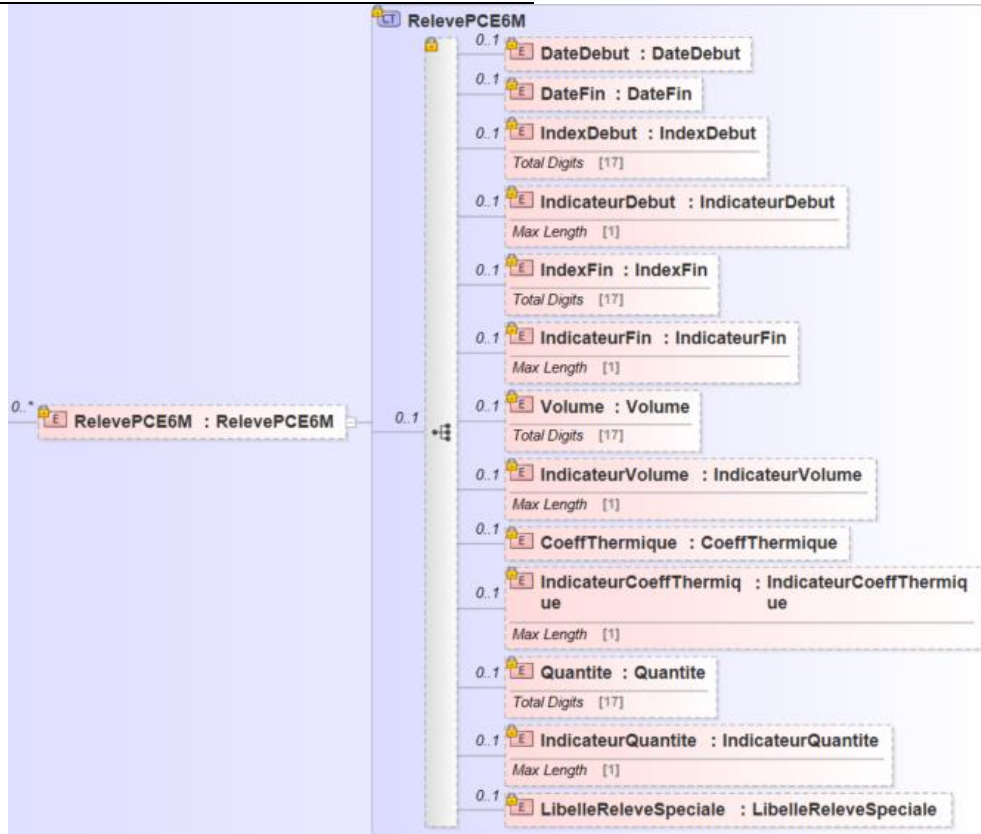 CT RelevePCE6M
0..1 E DateDebut : DateDebut
0..1 E DateFin : DateFin
0..1 E IndexDebut : IndexDebut
Total Digits [17]
0..1 E IndicateurDebut : IndicateurDebut
Max Length [1]
0..1 E IndexFin : IndexFin
Total Digits [17]
0..1 E IndicateurFin : IndicateurFin
Max Length [1]
0..* E RelevePCE6M : RelevePCE6M
0..1
0..1 E Volume : Volume
Total Digits [17]
0..1 E IndicateurVolume : IndicateurVolume
Max Length [1]
0..1 E CoeffThermique : CoeffThermique
0..1 E IndicateurCoeffThermiq : IndicateurCoeffThermiq
ue ue
Max Length [1]
0..1 E Quantite : Quantite
Total Digits [17]
0..1 E IndicateurQuantite : IndicateurQuantite
Max Length [1]
0..1 E LibelleReleveSpeciale : LibelleReleveSpeciale